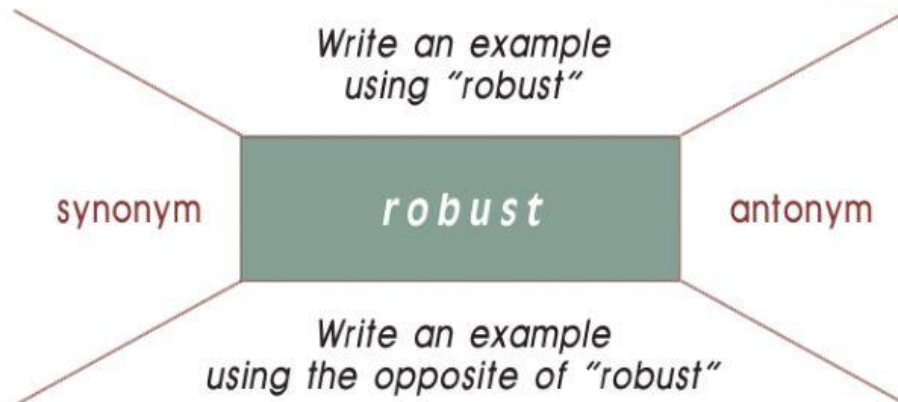 Write an example
using “robust“
synonym
robust
antonym
Write an example
using the opposite of “robust“